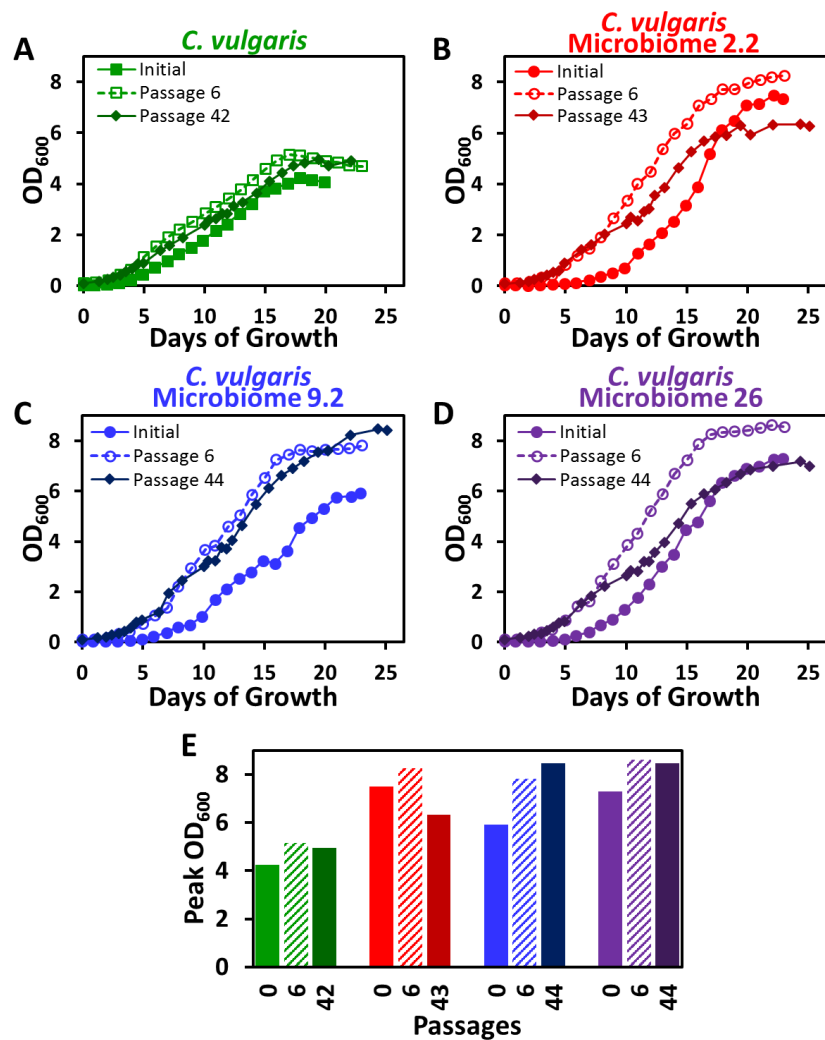 A
C. vulgaris
Initial
Passage 6
Passage 42
8
6
4
2
0
OD600
0 5 10 15 20 25
Days of Growth
B
C. vulgaris
Microbiome 2.2
Initial
Passage 6
Passage 43
8
6
4
2
0
OD600
0 5 10 15 20 25
Days of Growth
C
C. vulgaris
Microbiome 9.2
Initial
Passage 6
Passage 44
8
6
4
2
0
OD600
0 5 10 15 20 25
Days of Growth
D
C. vulgaris
Microbiome 26
Initial
Passage 6
Passage 44
8
6
4
2
0
OD600
0 5 10 15 20 25
Days of Growth
E
8
6
4
2
0
Peak OD600
0 6 42 0 6 43 0 6 44 0 6 44
Passages